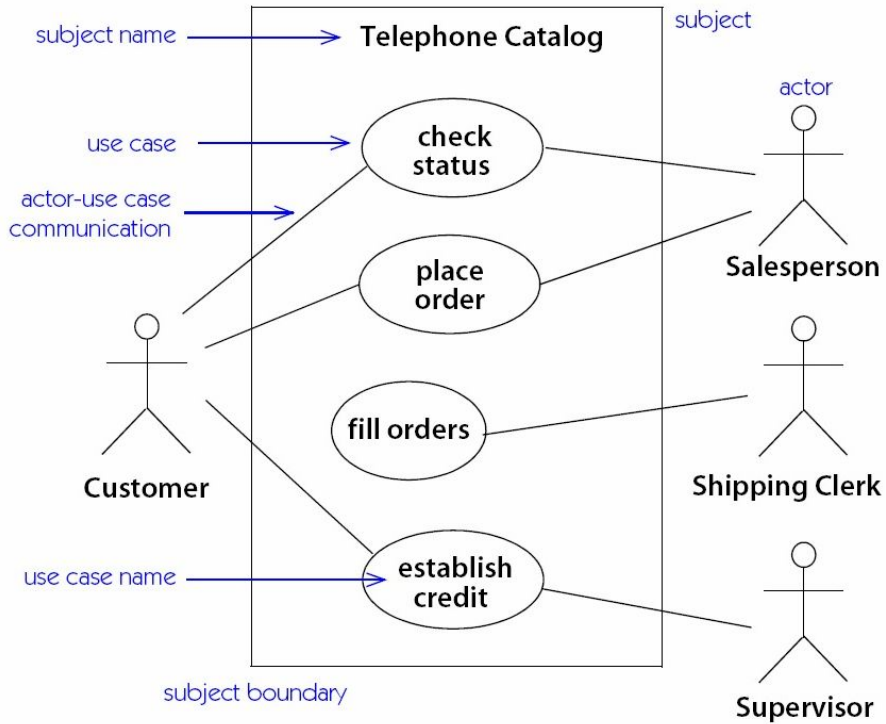 subject name
Telephone Catalog
subject
actor
use case
check
status
actor-use case
communication
Salesperson
place
order
Customer
fill orders
Shipping Clerk
use case name
establish
credit
subject boundary
Supervisor